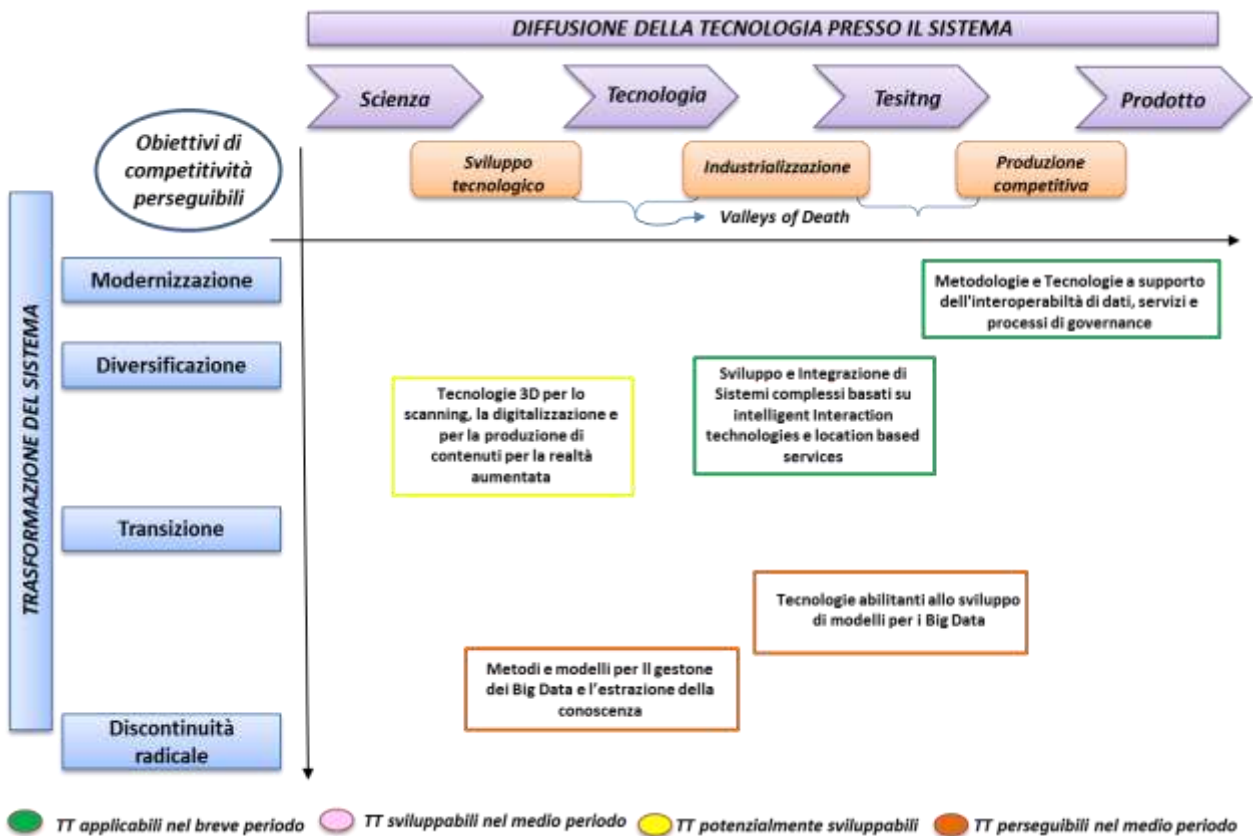 DIFFUSIONE DELLA TECNOLOGIA PRESSO IL SISTEMA
Scienza
Tecnologia
Tesitng
Prodotto
Obiettivi di
competitività
perseguibili
Sviluppo
tecnologico
Industrializzazione
Produzione
competitiva
Valleys of Death
TRASFORMAZIONE DEL SISTEMA
Modernizzazione
Metodologie e Tecnologie a supporto
dell'interoperabiltà di dati, servizi e
processi di governance
Diversificazione
Tecnologie 3D per lo
scanning, la digitalizzazione e
per la produzione di
contenuti per la realtà
aumentata
Sviluppo e Integrazione di
Sistemi complessi basati su
intelligent Interaction
technologies e location based
services
Transizione
Tecnologie abilitanti allo sviluppo
di modelli per i Big Data
Metodi e modelli per Il gestone
dei Big Data e l'estrazione della
conoscenza
Discontinuità
radicale
TT applicabili nel breve periodo
TT sviluppabili nel medio periodo
TT potenzialmente sviluppabili
TT perseguibili nel medio periodo